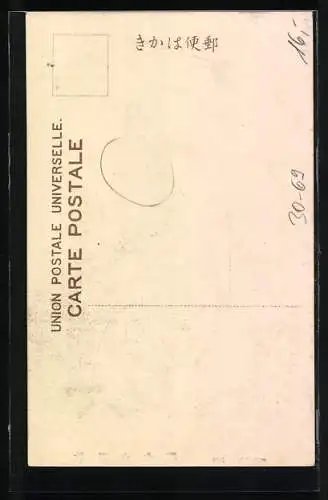 きかは便郵
16,-
UNION POSTALE UNIVERSELLE.
CARTE POSTALE
30-69